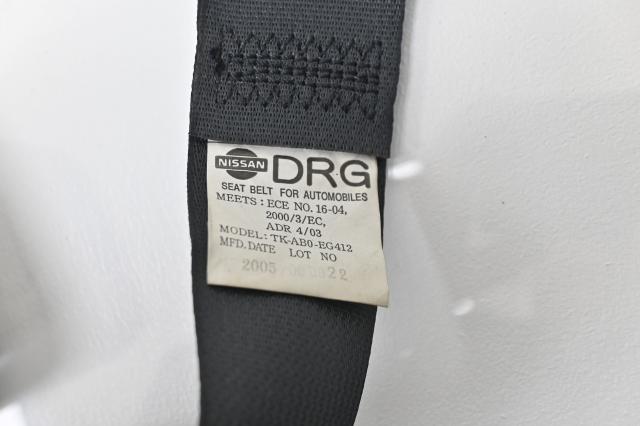 NISSAN DRG
SEAT BELT FOR AUTOMOBILES
MEETS: ECE NO. 16-04,
2000/3/EC,
ADR 4/03
MODEL: TK-AB0-EG412
MFD.DATE LOT NO
2005